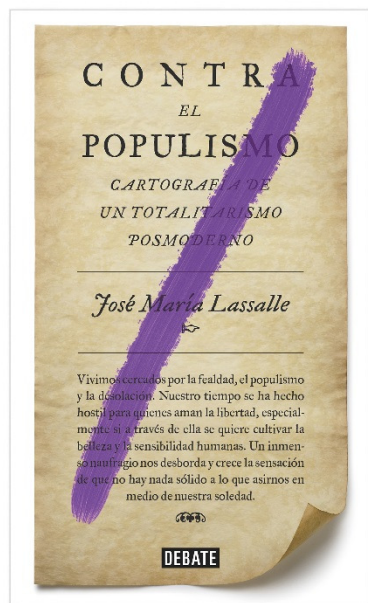 CONTRA
EL
POPULISMO
CARTOGRAFÍA DE
UN TOTALITARISMO
POSMODERNO
José María Lassalle
Vivimos cercados por la fealdad, el populismo
y la desolación. Nuestro tiempo se ha hecho
hostil para quienes aman la libertad, especial-
mente si a través de ella se quiere cultivar la
belleza y la sensibilidad humanas. Un inmen-
so naufragio nos desborda y crece la sensación
de que no hay nada sólido a lo que asirnos en
medio de nuestra soledad.
DEBATE